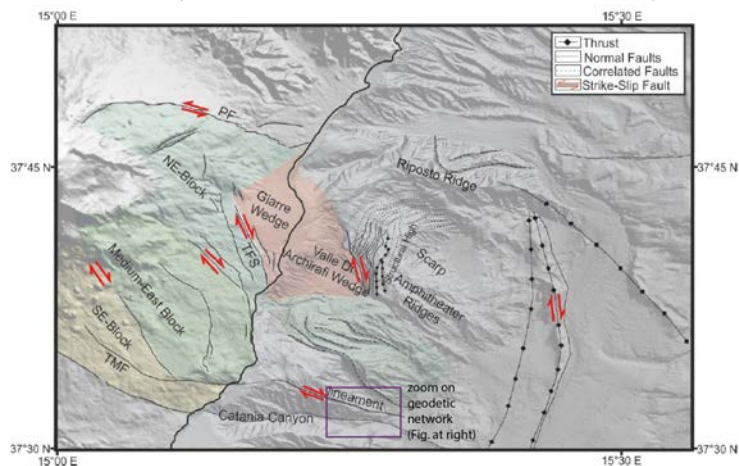 15°00 E
15°30 E
Thrust
Normal Faults
Correlated Faults
Strike-Slip Fault
PF
37°45 N
37°45 N
NE-Block
Riposto Ridge
Giarre
Wedge
TFS
Valle Di
Archirafi Wedge
Structural High
Scarp
Amphitheater
Ridges
Medium-East Block
SE-Block
TMF
lineament
Catania Canyon
zoom on
geodetic
network
(Fig. at right)
37°30 N
37°30 N
15°00 E
15°30 E